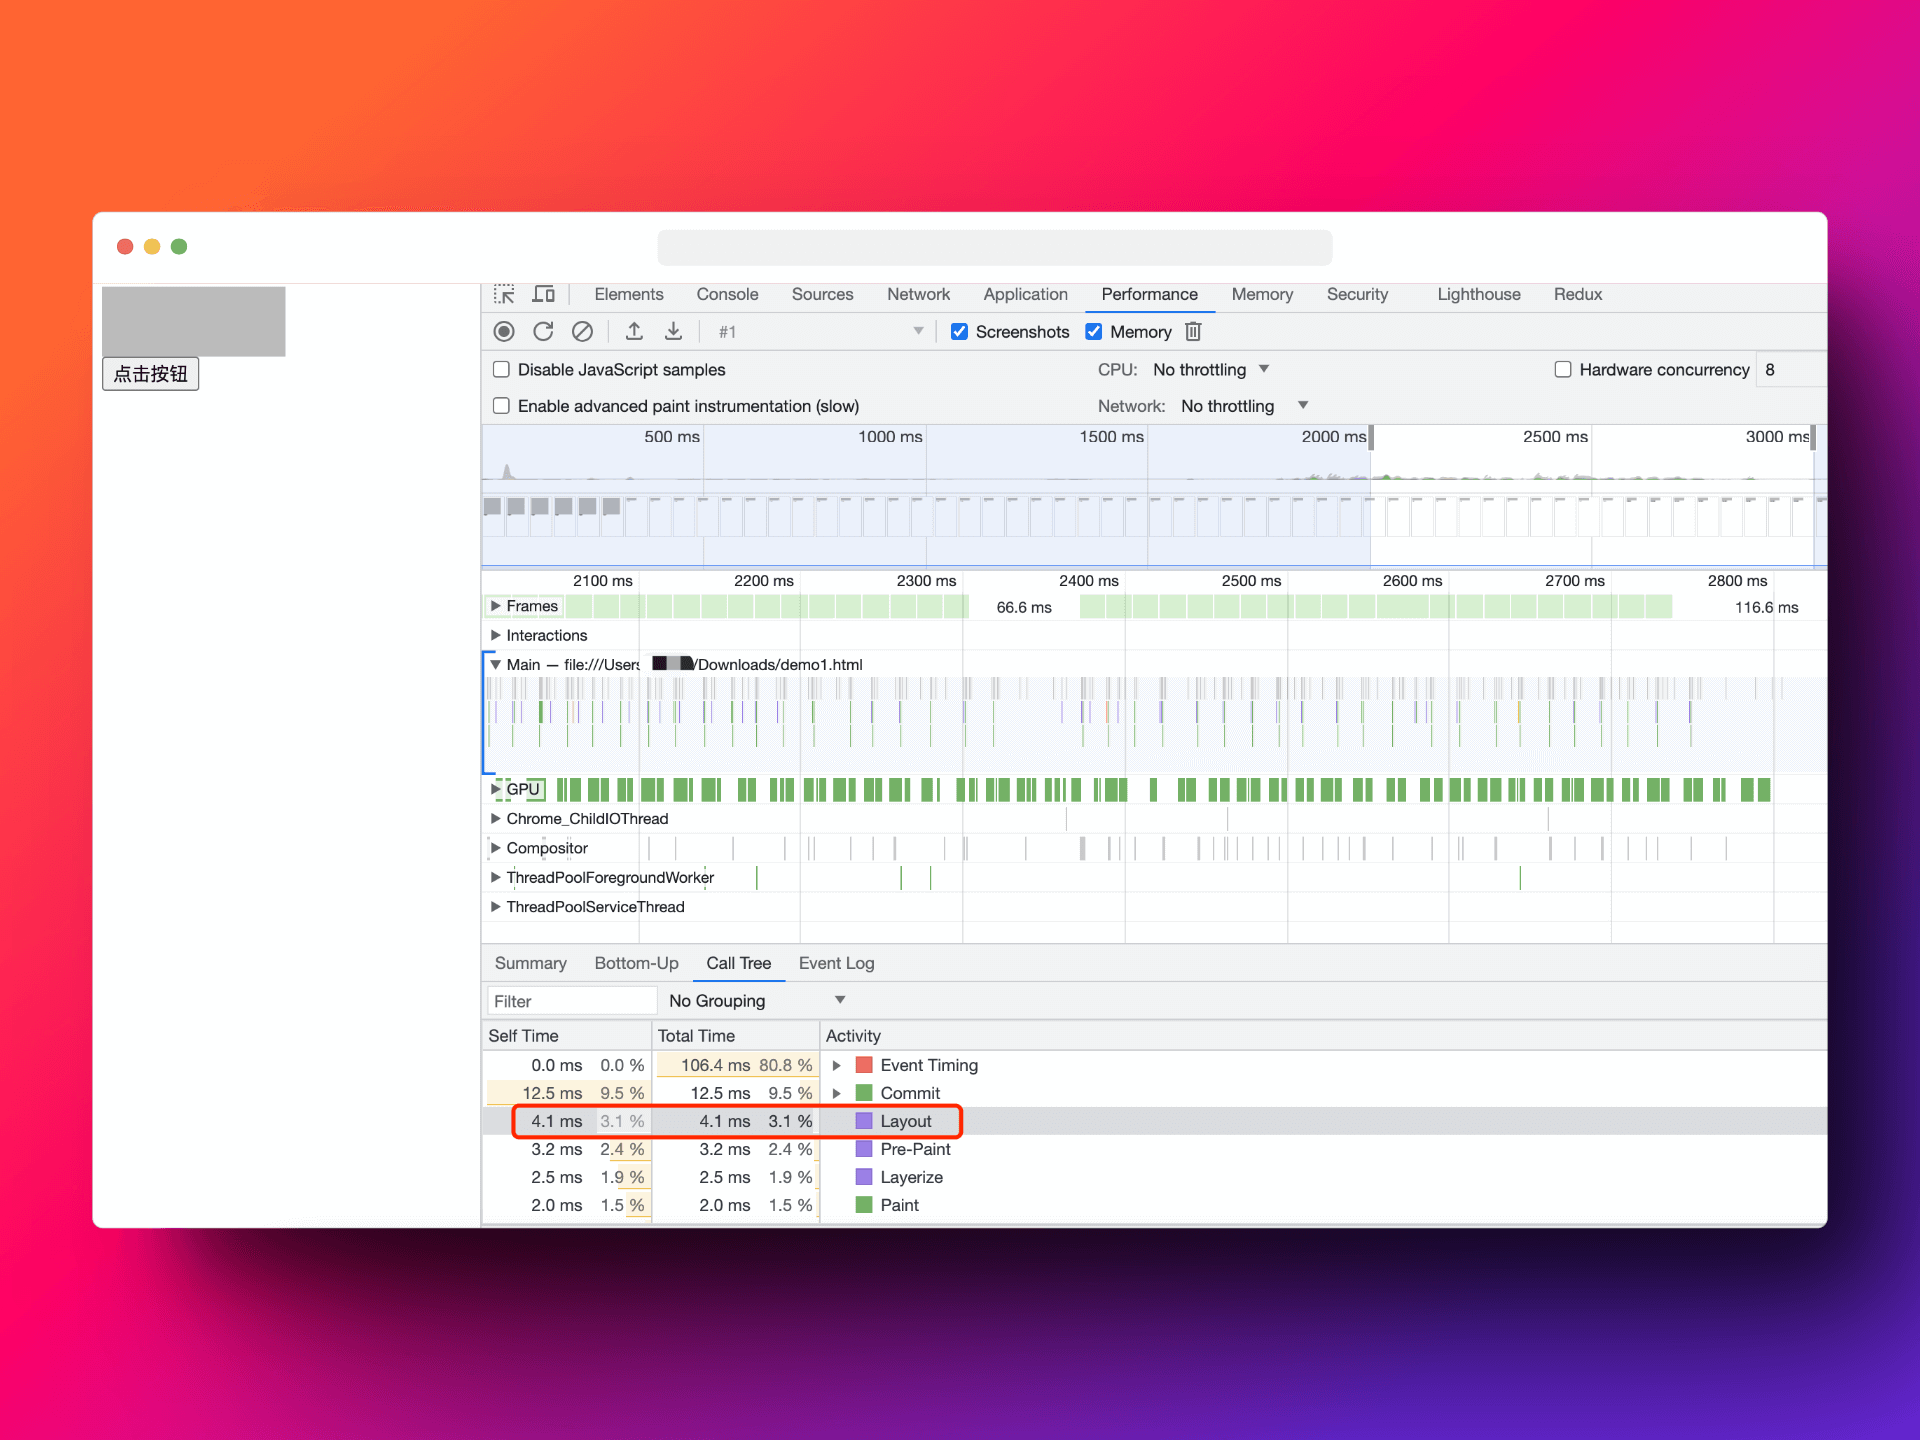 Elements Console Sources Network Application Performance Memory Security Lighthouse Redux
#1 Screenshots Memory
点击按钮
Disable JavaScript samples CPU: No throttling Hardware concurrency 8
Enable advanced paint instrumentation (slow) Network: No throttling
500 ms 1000 ms 1500 ms 2000 ms 2500 ms 3000 ms
2100 ms 2200 ms 2300 ms 2400 ms 2500 ms 2600 ms 2700 ms 2800 ms
Frames 66.6 ms 116.6 ms
Interactions
Main — file:///Users /Downloads/demo1.html
GPU
Chrome_ChildIOThread
Compositor
ThreadPoolForegroundWorker
ThreadPoolServiceThread
Summary Bottom-Up Call Tree Event Log
Filter No Grouping
Self Time Total Time Activity
0.0 ms 0.0 % 106.4 ms 80.8 % Event Timing
12.5 ms 9.5 % 12.5 ms 9.5 % Commit
4.1 ms 3.1 % 4.1 ms 3.1 % Layout
3.2 ms 2.4 % 3.2 ms 2.4 % Pre-Paint
2.5 ms 1.9 % 2.5 ms 1.9 % Layerize
2.0 ms 1.5 % 2.0 ms 1.5 % Paint